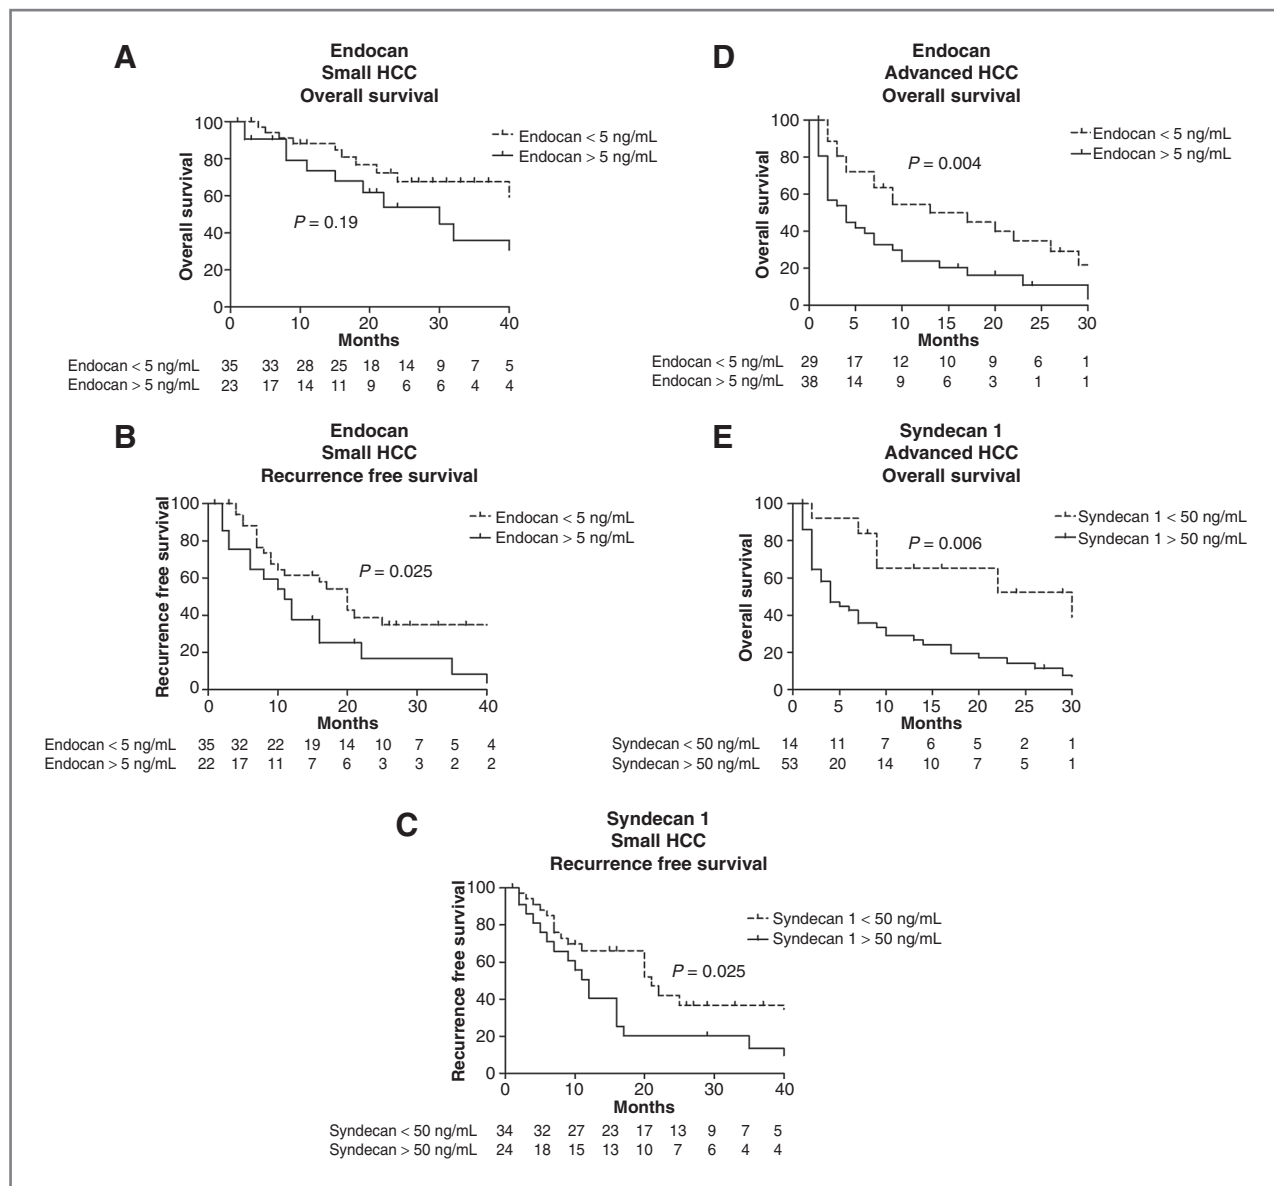 A
Endocan
Small HCC
Overall survival
100
80
60
40
20
0
Overall survival
Endocan < 5 ng/mL
Endocan > 5 ng/mL
P = 0.19
0 10 20 30 40
Months
Endocan < 5 ng/mL 35 33 28 25 18 14 9 7 5
Endocan > 5 ng/mL 23 17 14 11 9 6 6 4 4
B
Endocan
Small HCC
Recurrence free survival
100
80
60
40
20
0
Recurrence free survival
Endocan < 5 ng/mL
Endocan > 5 ng/mL
P = 0.025
0 10 20 30 40
Months
Endocan < 5 ng/mL 35 32 22 19 14 10 7 5 4
Endocan > 5 ng/mL 22 17 11 7 6 3 3 2 2
C
Syndecan 1
Small HCC
Recurrence free survival
100
80
60
40
20
0
Recurrence free survival
Syndecan 1 < 50 ng/mL
Syndecan 1 > 50 ng/mL
P = 0.025
0 10 20 30 40
Months
Syndecan < 50 ng/mL 34 32 27 23 17 13 9 7 5
Syndecan > 50 ng/mL 24 18 15 13 10 7 6 4 4
D
Endocan
Advanced HCC
Overall survival
100
80
60
40
20
0
Overall survival
Endocan < 5 ng/mL
Endocan > 5 ng/mL
P = 0.004
0 5 10 15 20 25 30
Months
Endocan < 5 ng/mL 29 17 12 10 9 6 1
Endocan > 5 ng/mL 38 14 9 6 3 1 1
E
Syndecan 1
Advanced HCC
Overall survival
100
80
60
40
20
0
Overall survival
Syndecan 1 < 50 ng/mL
Syndecan 1 > 50 ng/mL
P = 0.006
0 5 10 15 20 25 30
Months
Syndecan < 50 ng/mL 14 11 7 6 5 2 1
Syndecan > 50 ng/mL 53 20 14 10 7 5 1